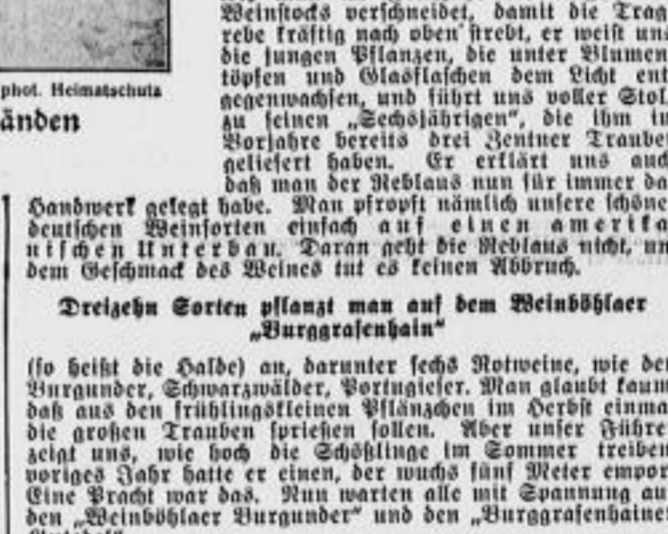 phot. Heimatschutz
änden
Weinstocks verschneidet, damit die Trag
rebe kräftig nach oben strebt, er weist uns
die jungen Pflanzen, die unter Blumen
töpfen und Glasflaschen dem Licht ent
gegenwachsen, und führt uns voller Stol
zu seinen „Sechsjährigen“, die ihm im
Vorjahre bereits drei Zentner Traube
geliefert haben. Er erklärt uns auch
daß man der Reblaus nun für immer da
Handwerk gelegt habe. Man pfropft nämlich unsere schöne
deutschen Weinsorten einfach auf einen amerika
nischen Unterbau. Daran geht die Reblaus nicht, un
dem Geschmack des Weines tut es keinen Abbruch.
Dreizehn Sorten pflanzt man auf dem Weinböhlaer
„Burggrafenhain“
(so heißt die Halde) an, darunter sechs Rotweine, wie der
Burgunder, Schwarzwälder, Portugieser. Man glaubt kaum
daß aus den frühlingskleinen Pflänzchen im Herbst einma
die großen Trauben sprießen sollen. Aber unser Führe
zeigt uns, wie hoch die Schößlinge im Sommer treiben
voriges Jahr hatte er einen, der wuchs fünf Meter empor
Eine Pracht war das. Nun warten alle mit Spannung au
den „Weinböhlaer Burgunder“ und den „Burggrafenhainer